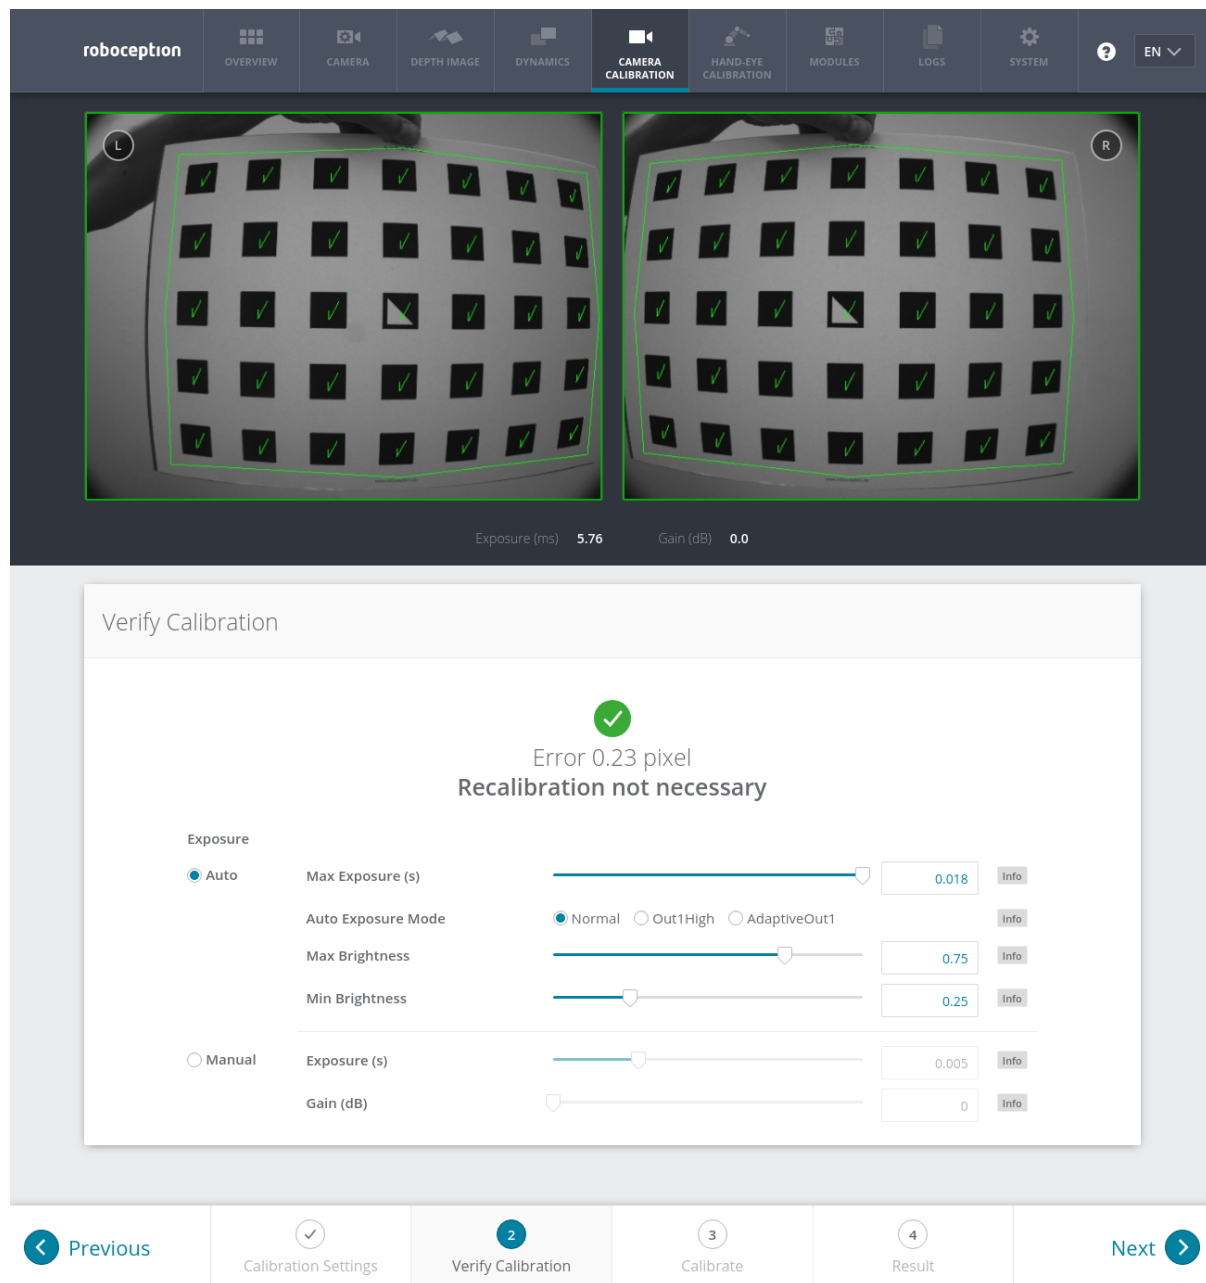 roboception
OVERVIEW
CAMERA
DEPTH IMAGE
DYNAMICS
CAMERA
CALIBRATION
HAND-EYE
CALIBRATION
MODULES
LOGS
SYSTEM
?
EN
L
R
Exposure (ms) 5.76 Gain (dB) 0.0
Verify Calibration
Error 0.23 pixel
Recalibration not necessary
Exposure
Auto Max Exposure (s) 0.018 Info
Auto Exposure Mode Normal Out1High AdaptiveOut1 Info
Max Brightness 0.75 Info
Min Brightness 0.25 Info
Manual Exposure (s) 0.005 Info
Gain (dB) 0 Info
Previous
Calibration Settings
2
Verify Calibration
3
Calibrate
4
Result
Next